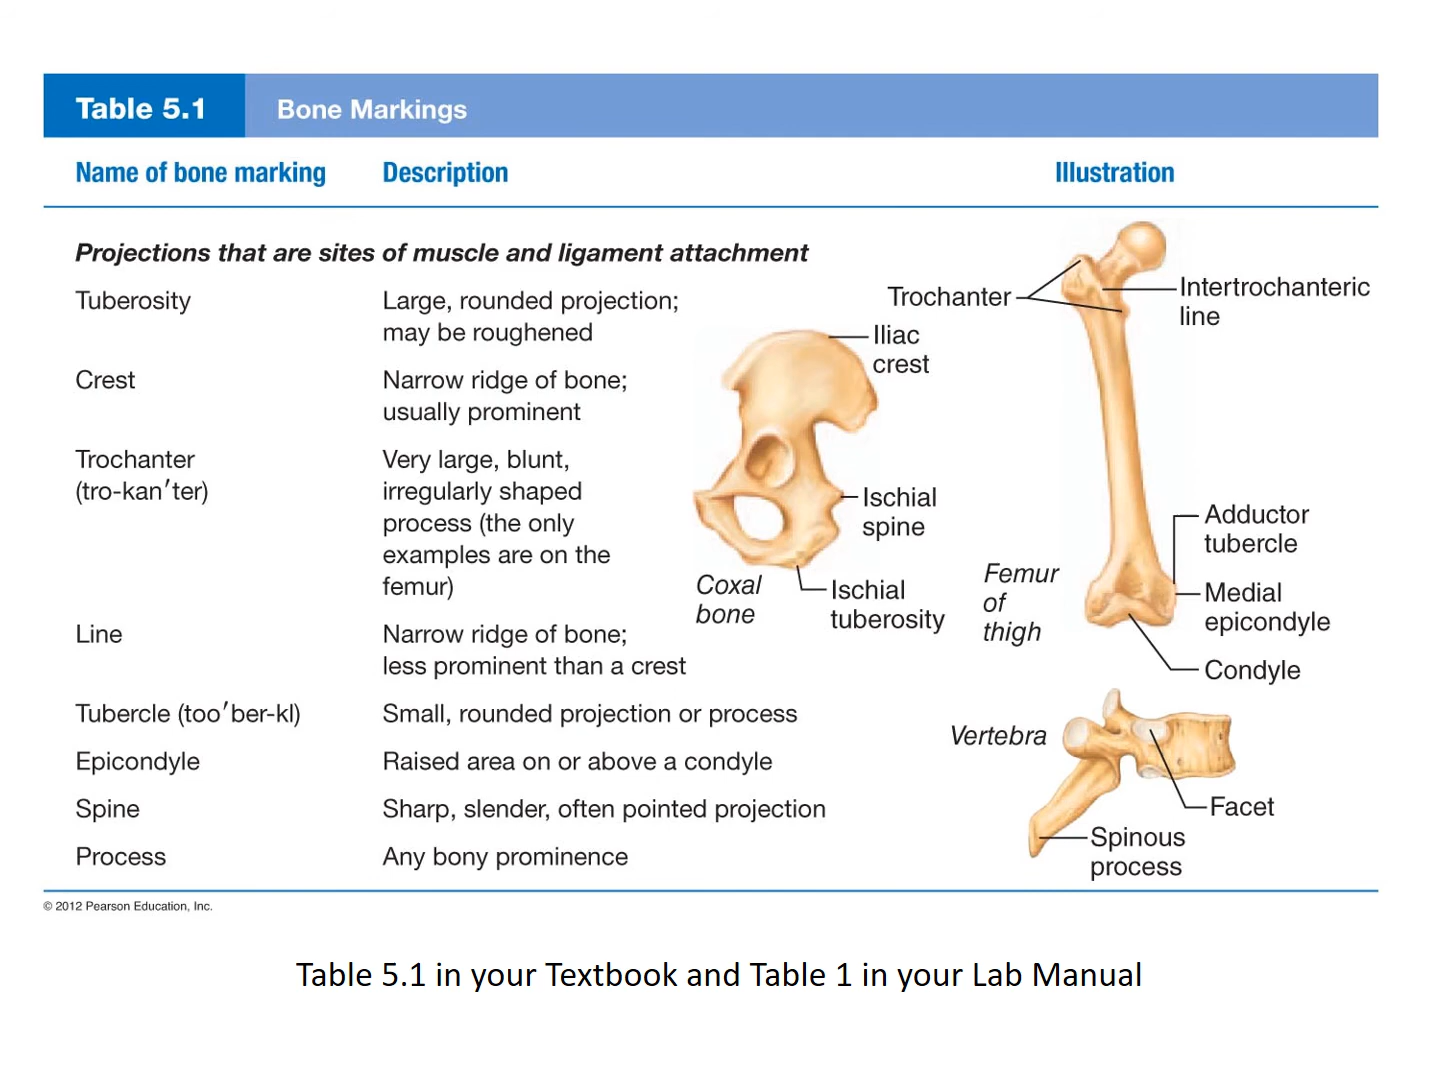 Table 5.1 Bone Markings
Name of bone marking Description Illustration
Projections that are sites of muscle and ligament attachment
Tuberosity Large, rounded projection;
may be roughened
Crest Narrow ridge of bone;
usually prominent
Trochanter Very large, blunt,
(tro-kan′ter) irregularly shaped
process (the only
examples are on the
femur)
Line Narrow ridge of bone;
less prominent than a crest
Tubercle (too′ber-kl) Small, rounded projection or process
Epicondyle Raised area on or above a condyle
Spine Sharp, slender, often pointed projection
Process Any bony prominence
Iliac
crest
Ischial
spine
Ischial
tuberosity
Coxal
bone
Trochanter
Intertrochanteric
line
Adductor
tubercle
Medial
epicondyle
Condyle
Femur
of
thigh
Vertebra
Facet
Spinous
process
© 2012 Pearson Education, Inc.
Table 5.1 in your Textbook and Table 1 in your Lab Manual